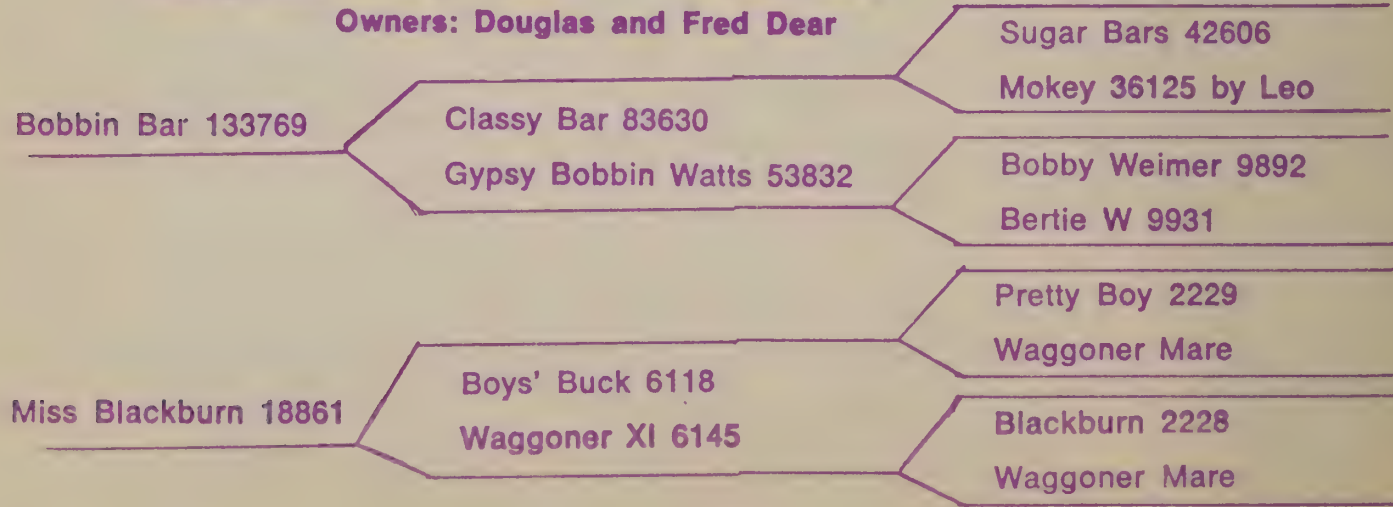 Owners: Douglas and Fred Dear
Sugar Bars 42606
Mokey 36125 by Leo
Bobbin Bar 133769
Classy Bar 83630
Gypsy Bobbin Watts 53832
Bobby Weimer 9892
Bertie W 9931
Pretty Boy 2229
Waggoner Mare
Miss Blackburn 18861
Boys' Buck 6118
Waggoner XI 6145
Blackburn 2228
Waggoner Mare